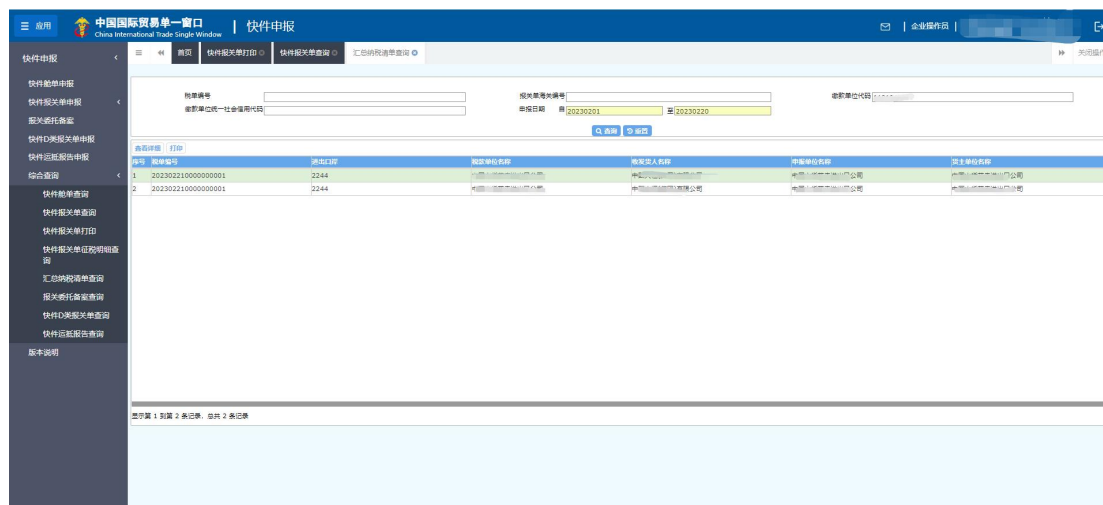 应用 中国国际贸易单一窗口 China International Trade Single Window 快件申报 企业操作员
快件申报 首页 快件报关单打印 快件报关单查询 汇总纳税清单查询
快件舱单申报
快件报关单申报
报关委托备案
快件D类报关单申报
快件运抵报告申报
综合查询
快件舱单查询
快件报关单查询
快件报关单打印
快件报关单征税明细查
询
汇总纳税清单查询
报关委托备案查询
快件D类报关单查询
快件运抵报告查询
版本说明
税单编号 报关单海关编号 缴款单位代码
缴款单位统一社会信用代码 申报日期 自 20230201 至 20230220
查询 重置
查看详细 打印
序号 税单编号 进出口岸 税款单位名称 收发货人名称 申报单位名称 货主单位名称
1 202302210000000001 2244
2 202302210000000001 2244 有限公司
显示第 1 到第 2 条记录，总共 2 条记录